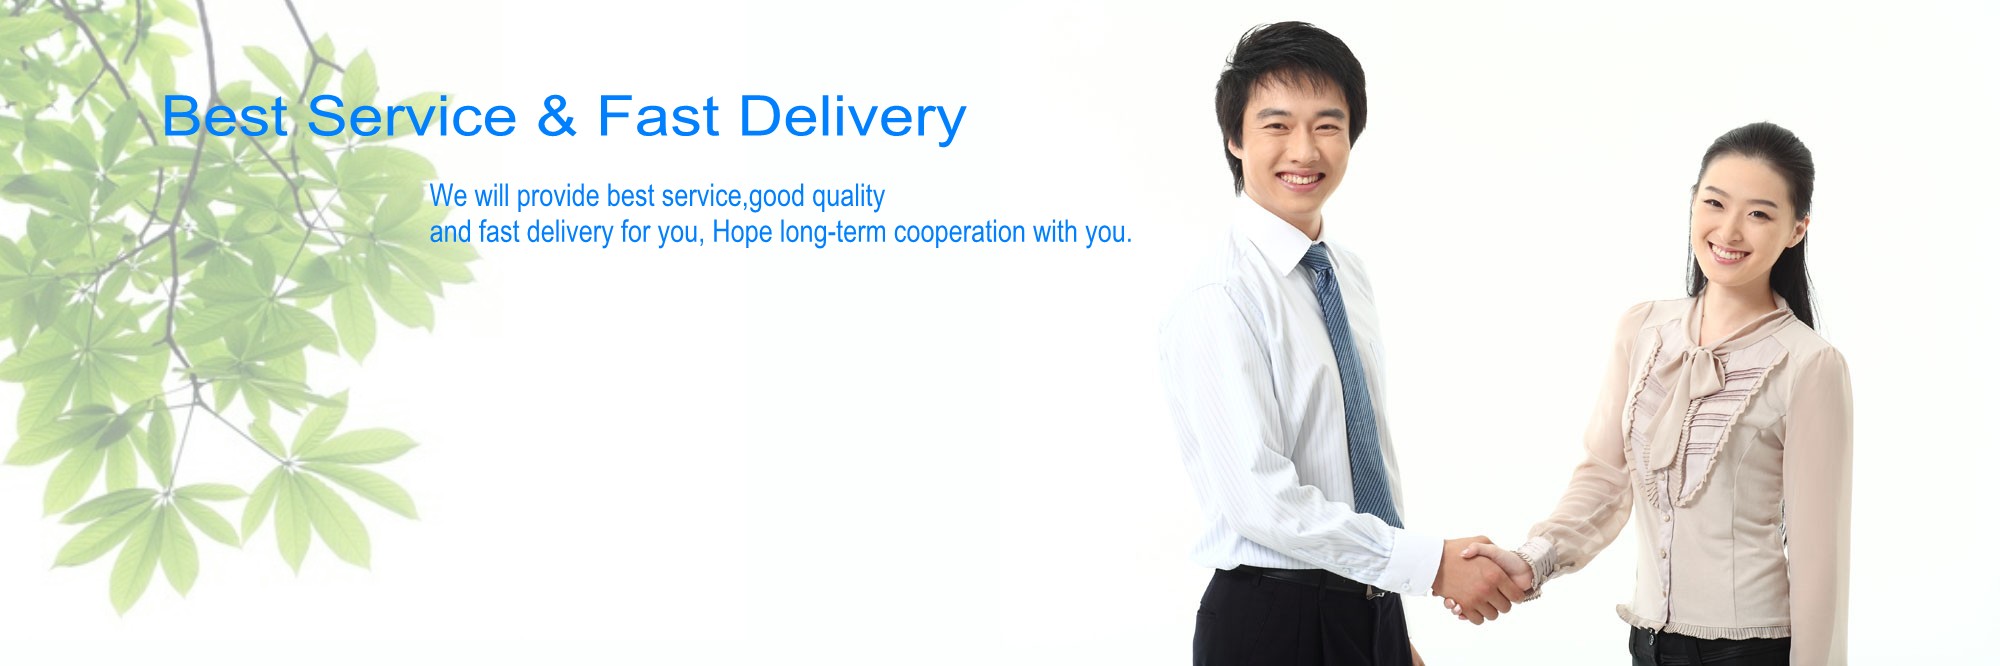 Best Service & Fast Delivery
We will provide best service,good quality
and fast delivery for you, Hope long-term cooperation with you.